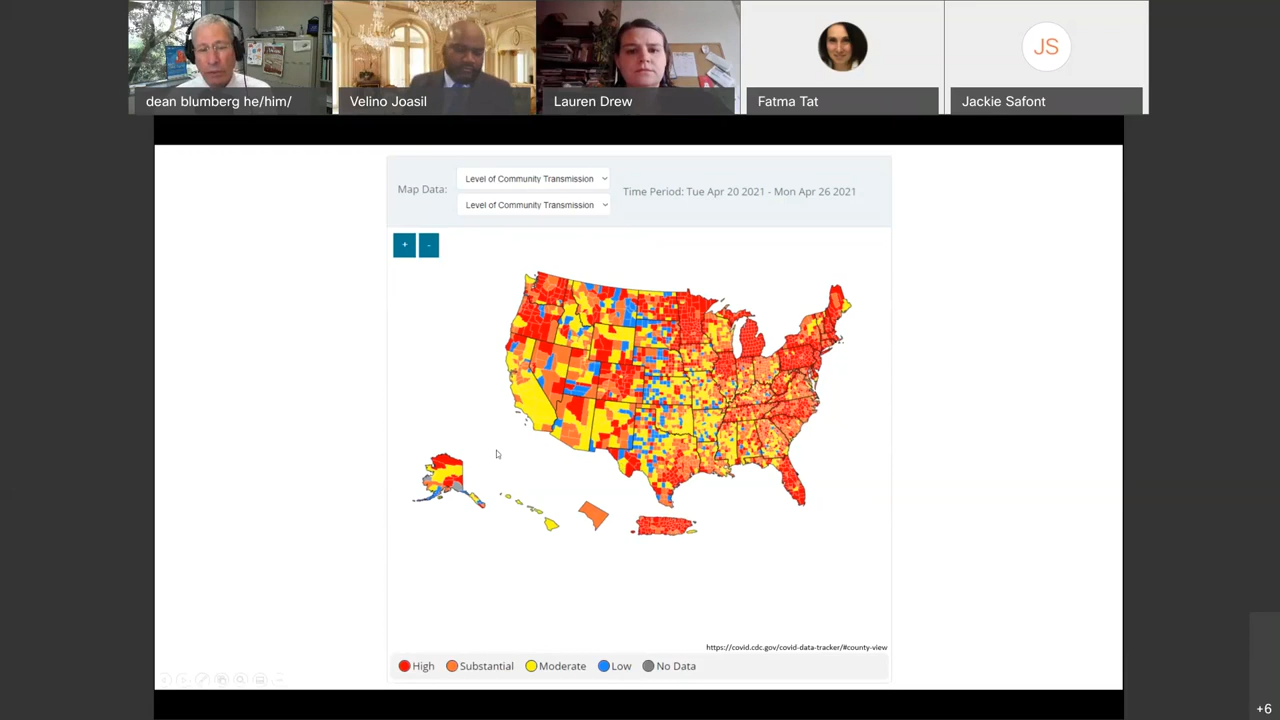 JS
dean blumberg he/him/
Velino Joasil
Lauren Drew
Fatma Tat
Jackie Safont
Map Data:
Level of Community Transmission
Level of Community Transmission
Time Period: Tue Apr 20 2021 - Mon Apr 26 2021
+ -
https://covid.cdc.gov/covid-data-tracker/#county-view
High Substantial Moderate Low No Data
+6